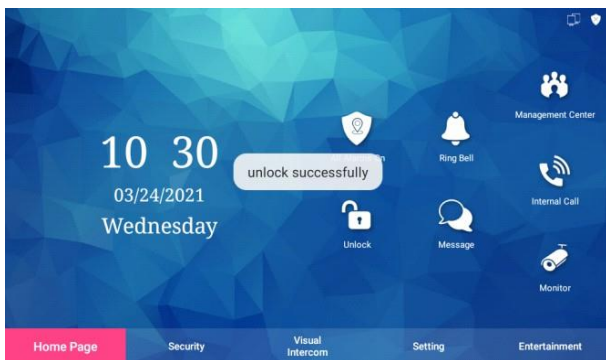 Management Center
10 30
unlock successfully
Ring Bell
03/24/2021
Wednesday
Internal Call
Unlock
Message
Monitor
Home Page
Security
Visual
Intercom
Setting
Entertainment